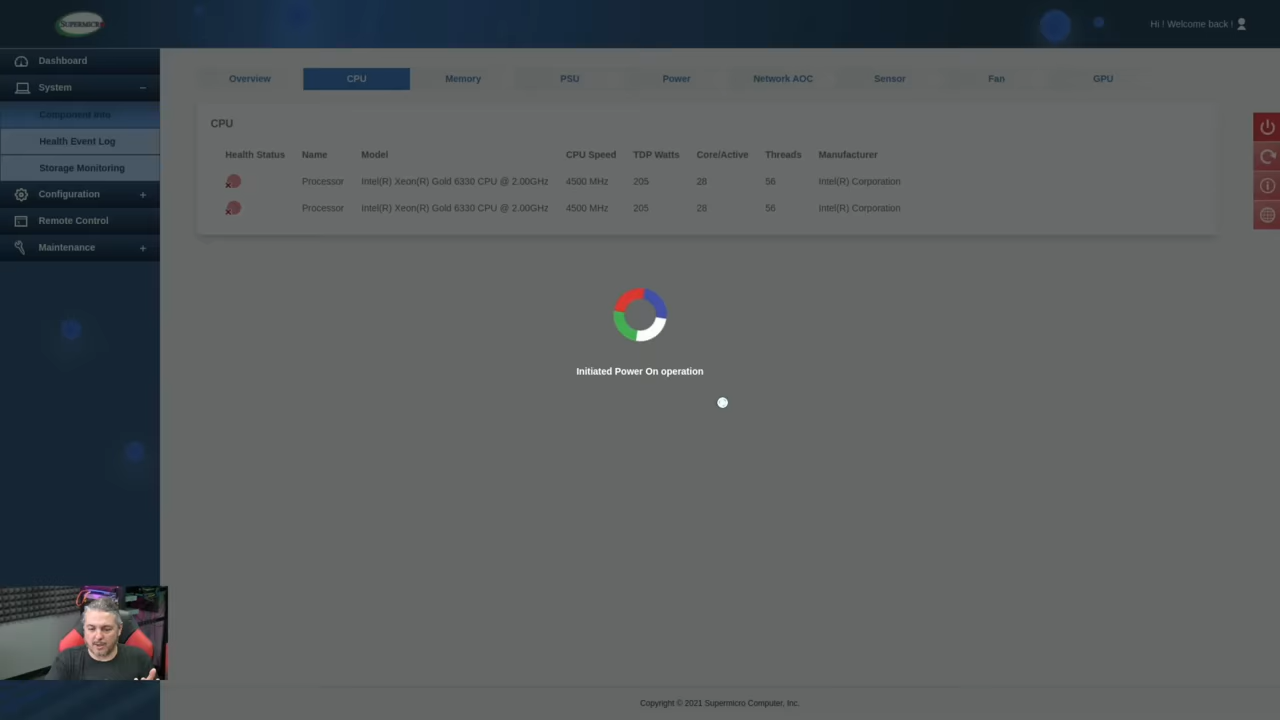 SUPERMICRO
Hi ! Welcome back !
Dashboard
System −
Component Info
Health Event Log
Storage Monitoring
Configuration +
Remote Control
Maintenance +
Overview CPU Memory PSU Power Network AOC Sensor Fan GPU
CPU
Health Status Name Model CPU Speed TDP Watts Core/Active Threads Manufacturer
Processor Intel(R) Xeon(R) Gold 6330 CPU @ 2.00GHz 4500 MHz 205 28 56 Intel(R) Corporation
Processor Intel(R) Xeon(R) Gold 6330 CPU @ 2.00GHz 4500 MHz 205 28 56 Intel(R) Corporation
Initiated Power On operation
Copyright © 2021 Supermicro Computer, Inc.